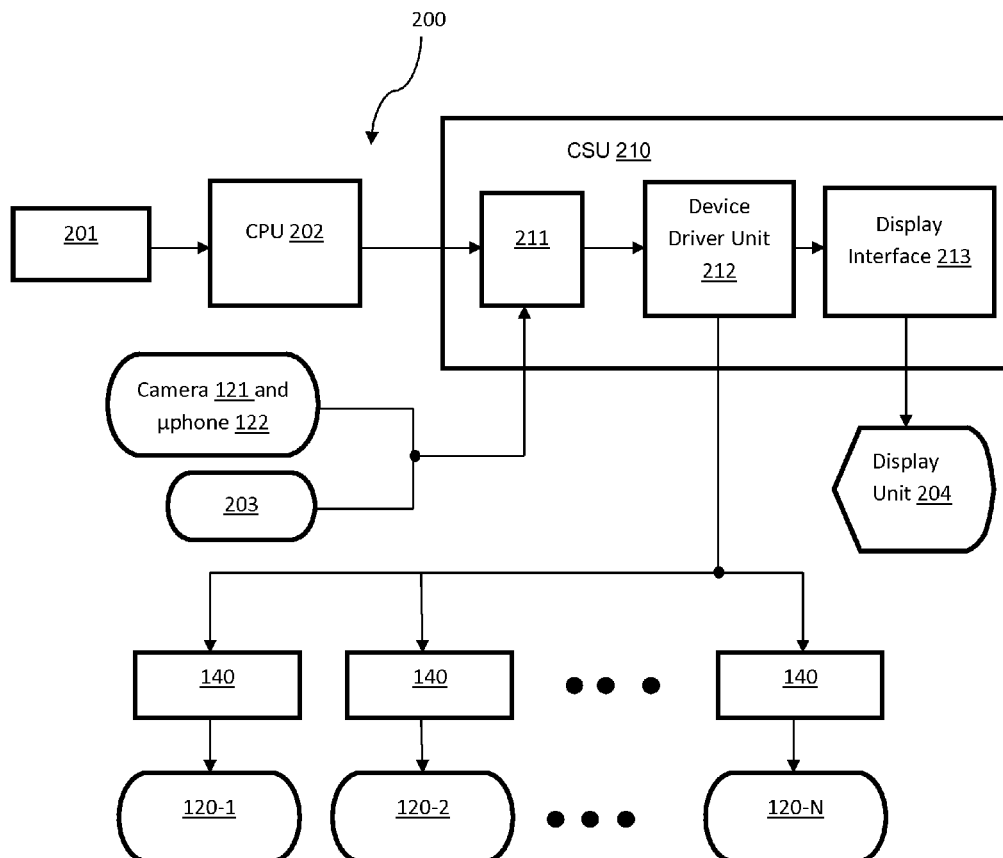 200
CSU 210
201
CPU 202
211
Device
Driver Unit
212
Display
Interface 213
Camera 121 and
µphone 122
203
Display
Unit 204
140
140
140
120-1
120-2
120-N